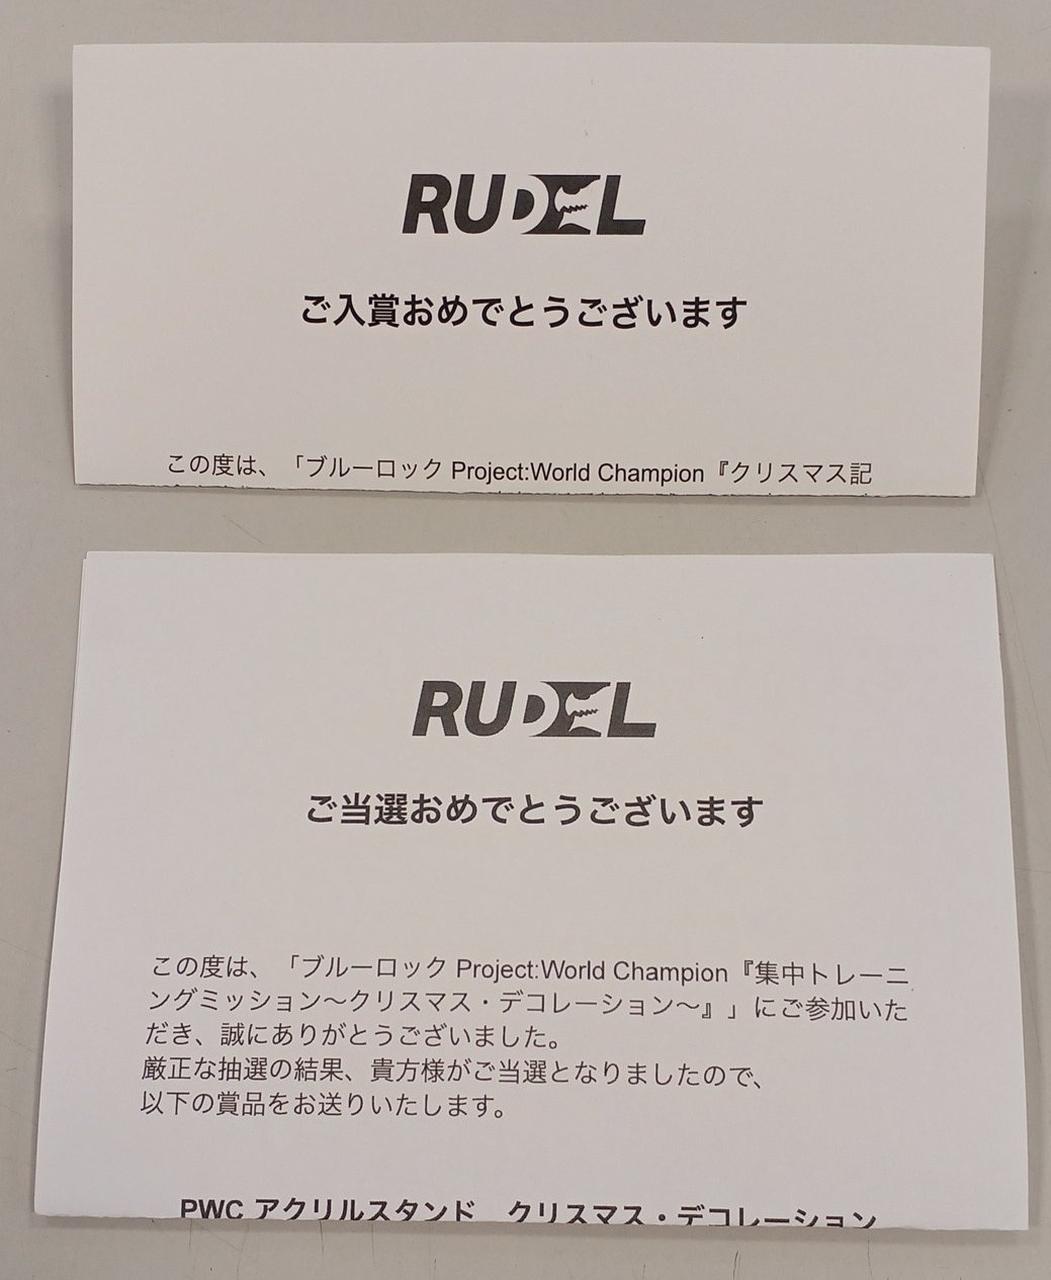 RUDEL
ご入賞おめでとうございます
この度は、「ブルーロック Project:World Champion『クリスマス記
RUDEL
ご当選おめでとうございます
この度は、「ブルーロック Project:World Champion『集中トレーニ
ングミッション〜クリスマス・デコレーション〜』」にご参加いた
だき、誠にありがとうございました。
厳正な抽選の結果、貴方様がご当選となりましたので、
以下の賞品をお送りいたします。
PWC アクリルスタンド　クリスマス・デコレーション